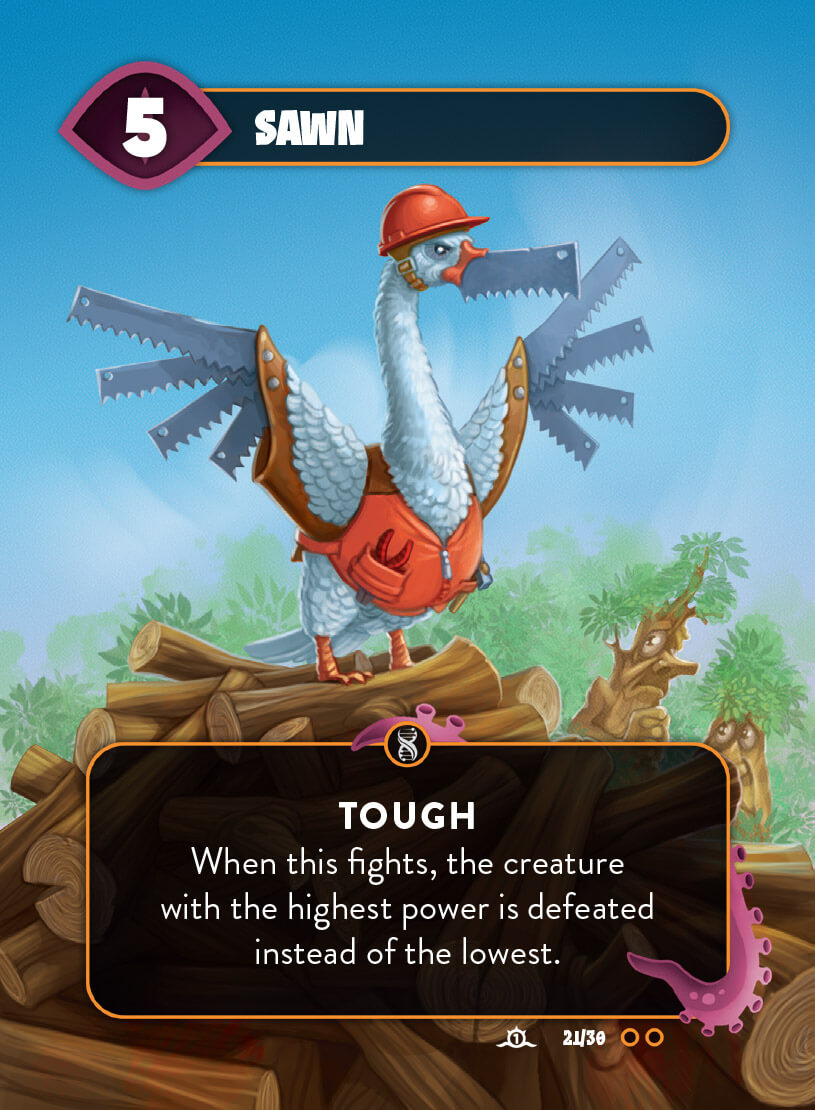 5
SAWN
TOUGH
When this fights, the creature
with the highest power is defeated
instead of the lowest.
1
21/30